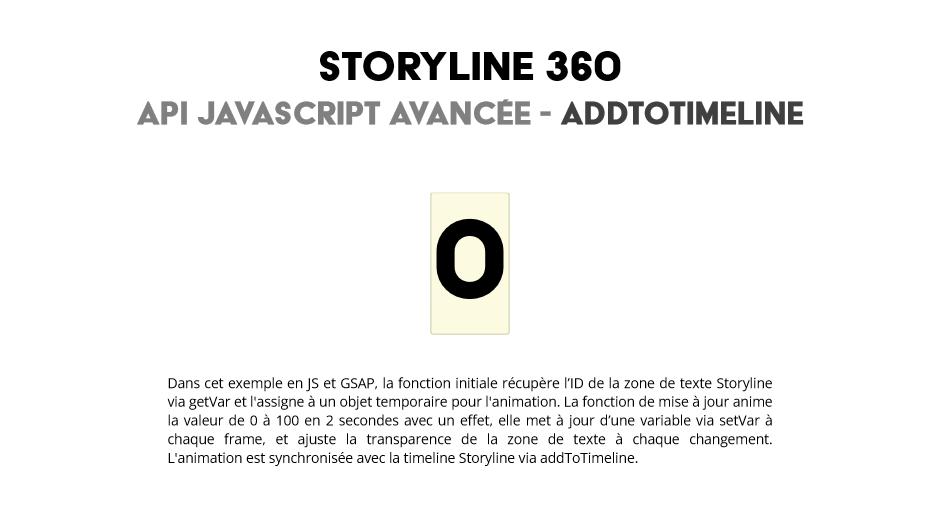 STORYLINE 360
API JAVASCRIPT AVANCÉE - ADDTOTIMELINE
0
Dans cet exemple en JS et GSAP, la fonction initiale récupère l’ID de la zone de texte Storyline
via getVar et l'assigne à un objet temporaire pour l'animation. La fonction de mise à jour anime
la valeur de 0 à 100 en 2 secondes avec un effet, elle met à jour d’une variable via setVar à
chaque frame, et ajuste la transparence de la zone de texte à chaque changement.
L'animation est synchronisée avec la timeline Storyline via addToTimeline.